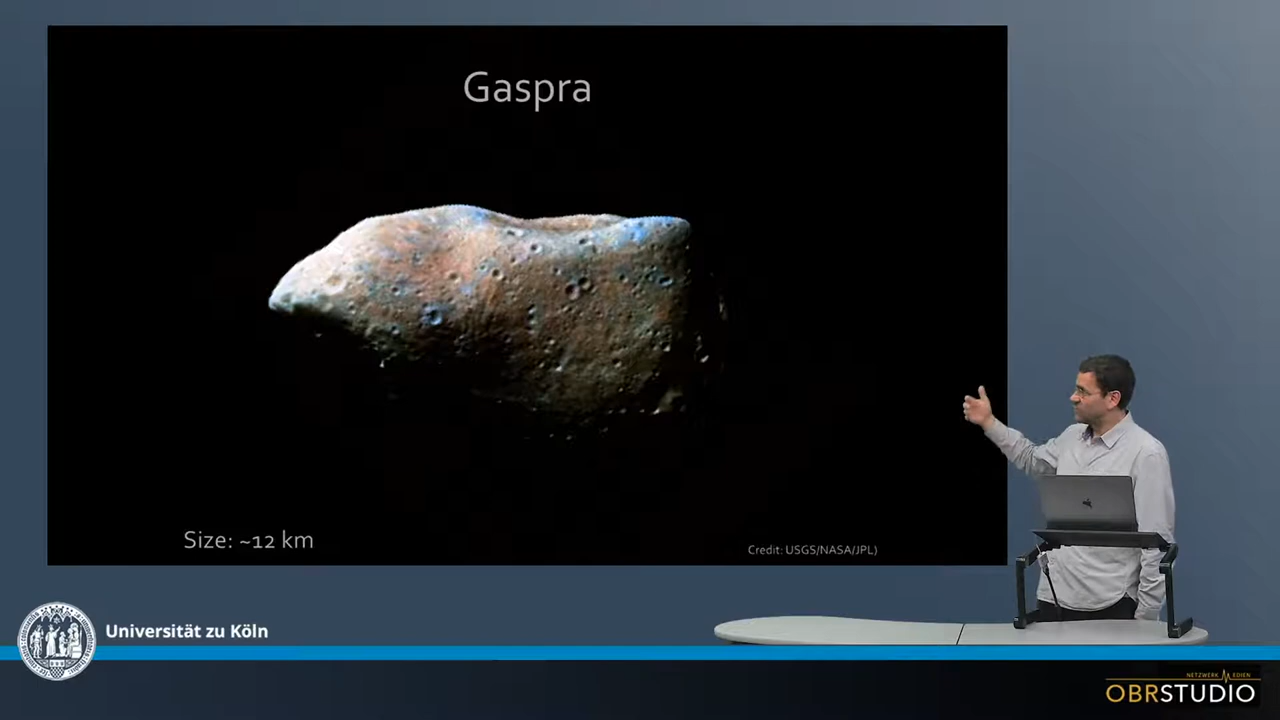 Gaspra
Size: ~12 km
Credit: USGS/NASA/JPL)
Universität zu Köln
NETZWERK MEDIEN
OBRSTUDIO